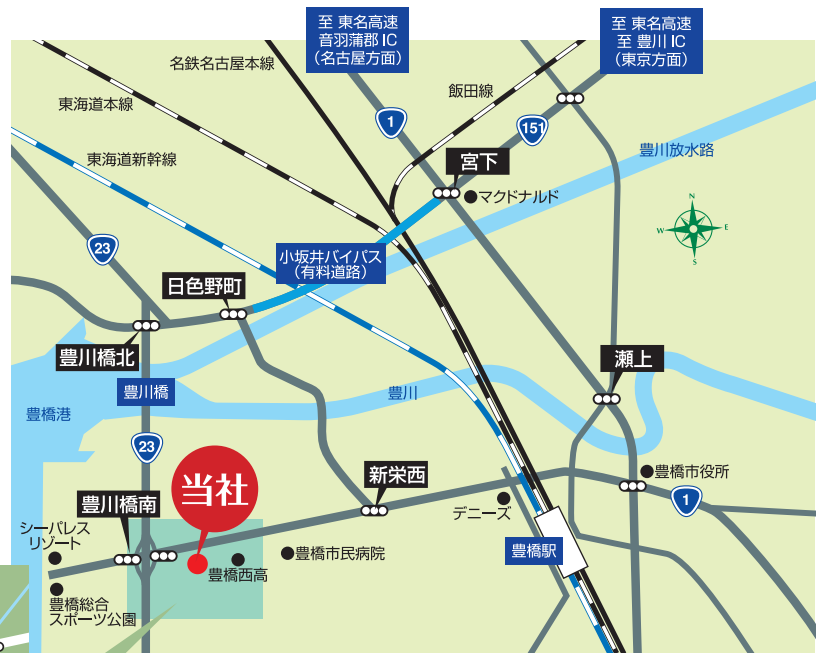 至 東名高速
音羽蒲郡 IC
（名古屋方面）
至 東名高速
至 豊川 IC
（東京方面）
名鉄名古屋本線
飯田線
東海道本線
1
151
東海道新幹線
豊川放水路
宮下
マクドナルド
N
W
E
S
23
小坂井バイパス
（有料道路）
日色野町
豊川橋北
瀬上
豊川橋
豊川
豊橋港
23
当社
新栄西
豊橋市役所
豊川橋南
1
デニーズ
シーパレス
リゾート
豊橋駅
豊橋市民病院
豊橋西高
豊橋総合
スポーツ公園